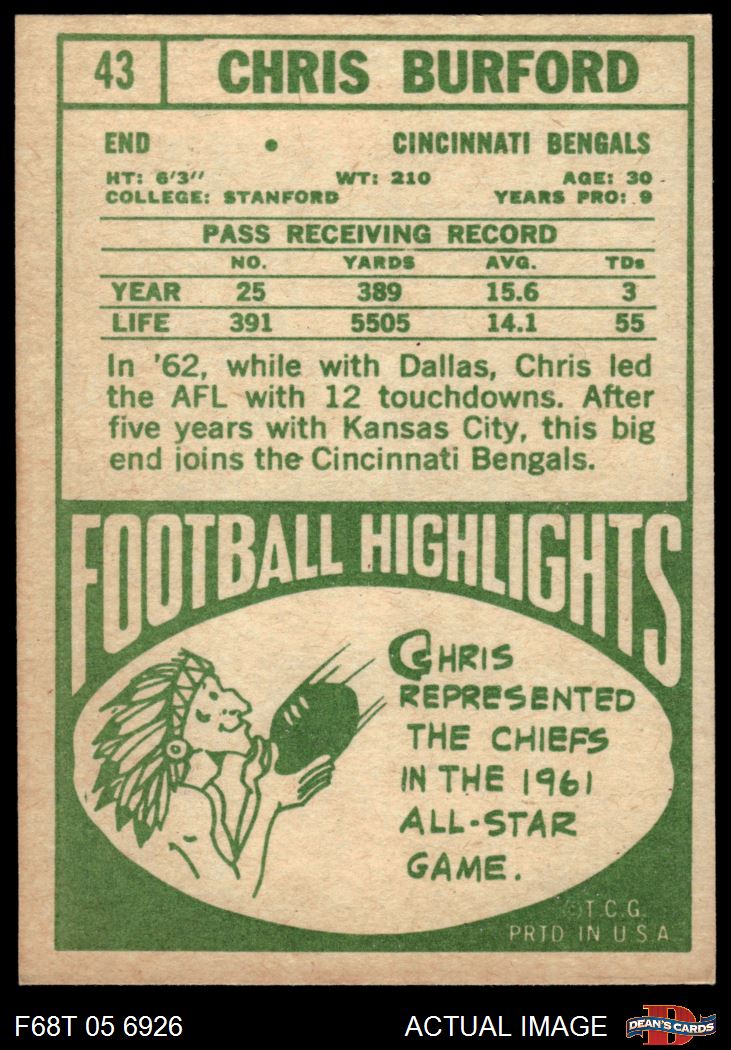 43 CHRIS BURFORD
END • CINCINNATI BENGALS
HT: 6'3" WT: 210 AGE: 30
COLLEGE: STANFORD YEARS PRO: 9
PASS RECEIVING RECORD
NO. YARDS AVG. TDs
YEAR 25 389 15.6 3
LIFE 391 5505 14.1 55
In '62, while with Dallas, Chris led
the AFL with 12 touchdowns. After
five years with Kansas City, this big
end joins the Cincinnati Bengals.
FOOTBALL HIGHLIGHTS
CHRIS
REPRESENTED
THE CHIEFS
IN THE 1961
ALL-STAR
GAME.
©T.C.G.
PRTD IN U S A
F68T 05 6926 ACTUAL IMAGE D DEAN'S CARDS